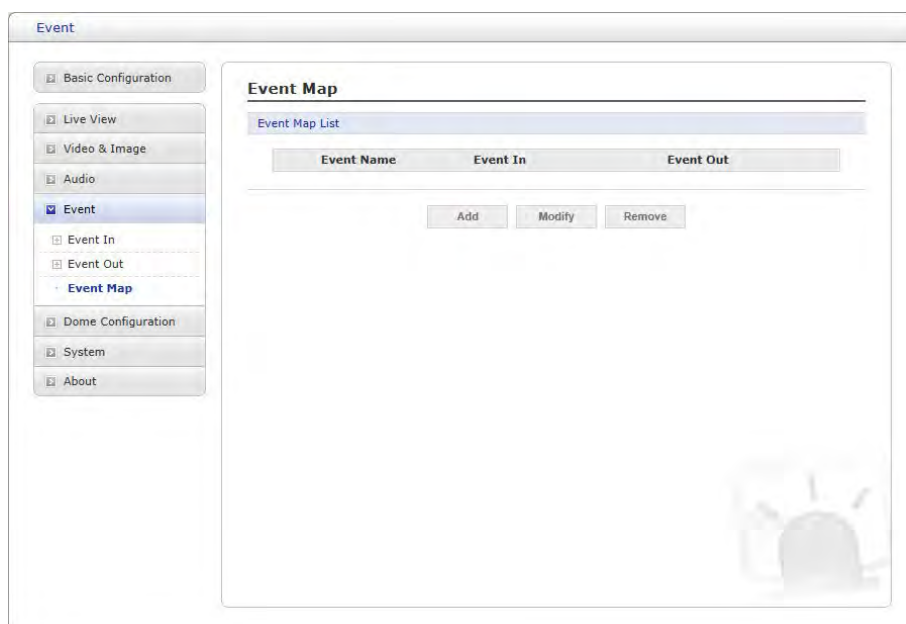 Event
Basic Configuration
Live View
Video & Image
Audio
Event
Event In
Event Out
Event Map
Dome Configuration
System
About
Event Map
Event Map List
Event Name Event In Event Out
Add Modify Remove